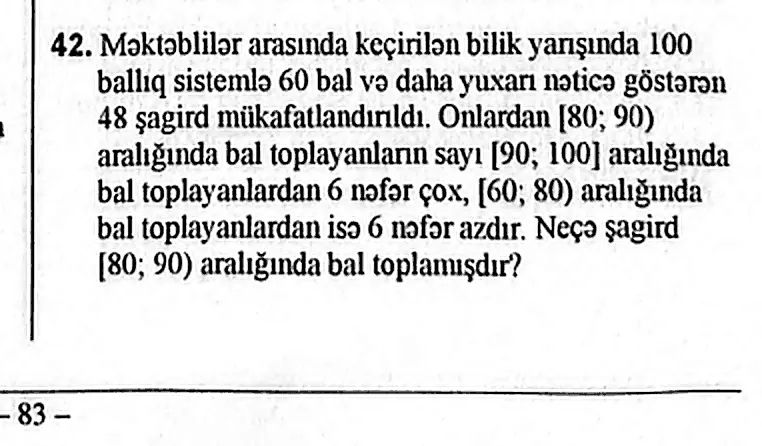 42. Məktəblilər arasında keçirilən bilik yarışında 100
ballıq sistemlə 60 bal və daha yuxarı nəticə göstərən
48 şagird mükafatlandırıldı. Onlardan [80; 90)
aralığında bal toplayanların sayı [90; 100] aralığında
bal toplayanlardan 6 nəfər çox, [60; 80) aralığında
bal toplayanlardan isə 6 nəfər azdır. Neçə şagird
[80; 90) aralığında bal toplamışdır?
– 83 –